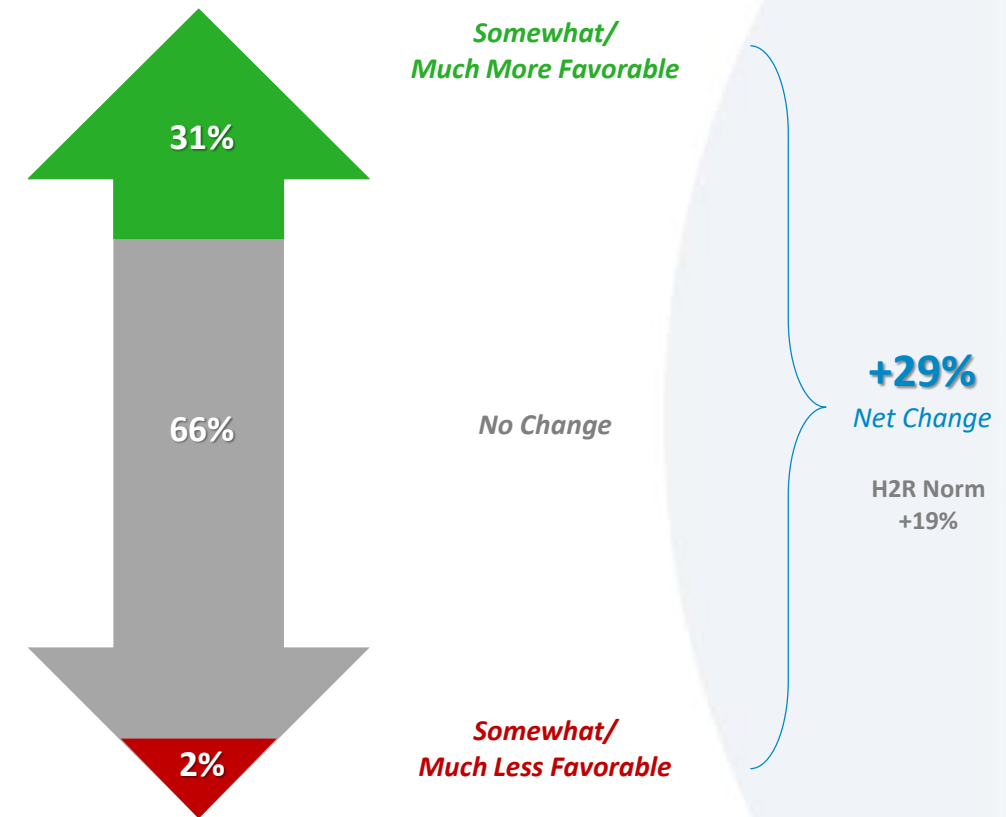 Somewhat/
Much More Favorable
31%
66%
No Change
+29%
Net Change
H2R Norm
+19%
Somewhat/
Much Less Favorable
2%